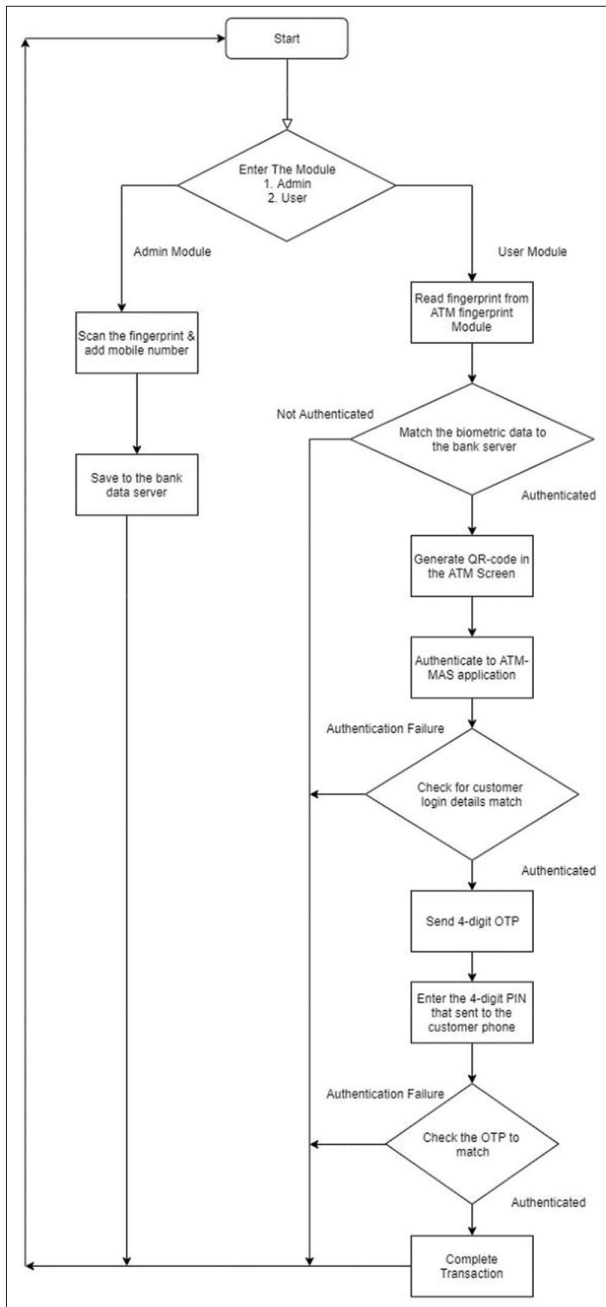 Start
Enter The Module
1. Admin
2. User
Admin Module
User Module
Scan the fingerprint &
add mobile number
Read fingerprint from
ATM fingerprint
Module
Not Authenticated
Match the biometric data to
the bank server
Save to the bank
data server
Authenticated
Generate QR-code in
the ATM Screen
Authenticate to ATM-
MAS application
Authentication Failure
Check for customer
login details match
Authenticated
Send 4-digit OTP
Enter the 4-digit PIN
that sent to the
customer phone
Authentication Failure
Check the OTP to
match
Authenticated
Complete
Transaction